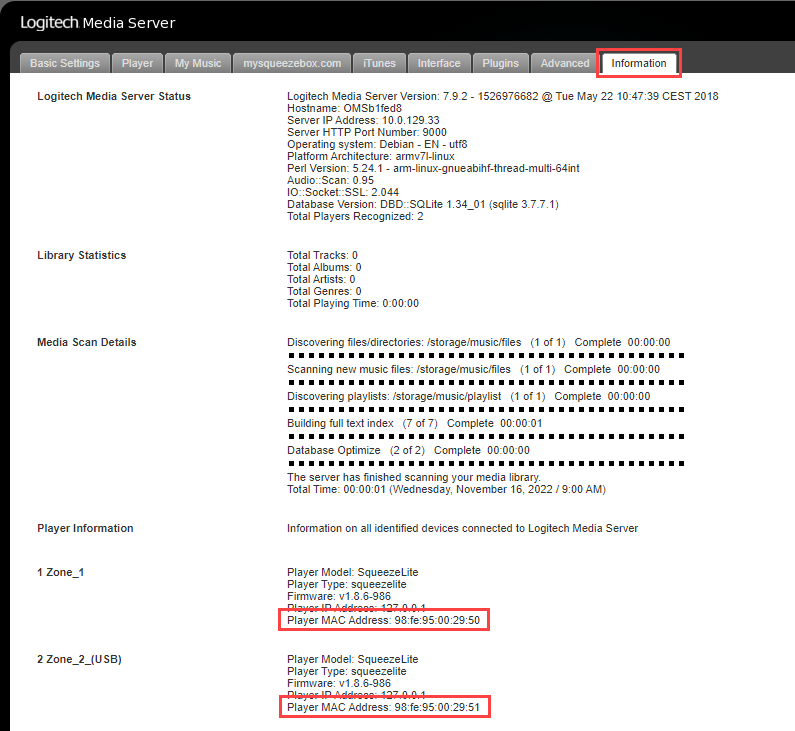 Logitech Media Server
Basic Settings Player My Music mysqueezebox.com iTunes Interface Plugins Advanced Information
Logitech Media Server Status
Logitech Media Server Version: 7.9.2 - 1526976682 @ Tue May 22 10:47:39 CEST 2018
Hostname: OMSb1fed8
Server IP Address: 10.0.129.33
Server HTTP Port Number: 9000
Operating system: Debian - EN - utf8
Platform Architecture: armv7l-linux
Perl Version: 5.24.1 - arm-linux-gnueabihf-thread-multi-64int
Audio::Scan: 0.95
IO::Socket::SSL: 2.044
Database Version: DBD::SQLite 1.34_01 (sqlite 3.7.7.1)
Total Players Recognized: 2
Library Statistics
Total Tracks: 0
Total Albums: 0
Total Artists: 0
Total Genres: 0
Total Playing Time: 0:00:00
Media Scan Details
Discovering files/directories: /storage/music/files (1 of 1) Complete 00:00:00
Scanning new music files: /storage/music/files (1 of 1) Complete 00:00:00
Discovering playlists: /storage/music/playlist (1 of 1) Complete 00:00:00
Building full text index (7 of 7) Complete 00:00:01
Database Optimize (2 of 2) Complete 00:00:00
The server has finished scanning your media library.
Total Time: 00:00:01 (Wednesday, November 16, 2022 / 9:00 AM)
Player Information
Information on all identified devices connected to Logitech Media Server
1 Zone_1
Player Model: SqueezeLite
Player Type: squeezelite
Firmware: v1.8.6-986
Player IP Address: 127.0.0.1
Player MAC Address: 98:fe:95:00:29:50
2 Zone_2_(USB)
Player Model: SqueezeLite
Player Type: squeezelite
Firmware: v1.8.6-986
Player IP Address: 127.0.0.1
Player MAC Address: 98:fe:95:00:29:51